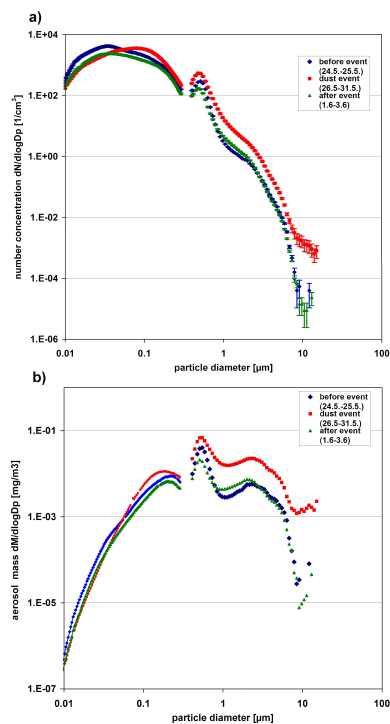 a)
1.E+04
1.E+02
1.E+00
1.E-02
1.E-04
1.E-06
number concentration dN/dlogDp [1/cm³]
0.01 0.1 1 10 100
particle diameter [µm]
before event
(24.5.-25.5.)
dust event
(26.5-31.5.)
after event
(1.6-3.6)
b)
1.E-01
1.E-03
1.E-05
1.E-07
aerosol mass dM/dlogDp [mg/m3]
0.01 0.1 1 10 100
particle diameter [µm]
before event
(24.5.-25.5.)
dust event
(26.5-31.5.)
after event
(1.6-3.6)